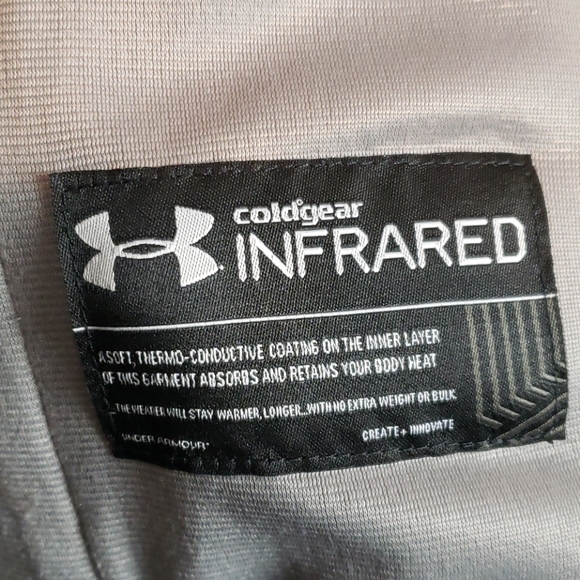 coldgear
INFRARED
A SOFT, THERMO-CONDUCTIVE COATING ON THE INNER LAYER
OF THIS GARMENT ABSORBS AND RETAINS YOUR BODY HEAT
THE WEARER WILL STAY WARMER, LONGER...WITH NO EXTRA WEIGHT OR BULK
UNDER ARMOUR
CREATE + INNOVATE